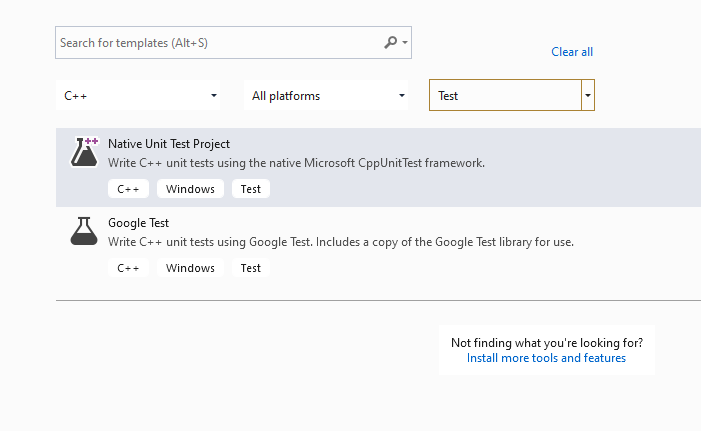 Search for templates (Alt+S)
Clear all
C++
All platforms
Test
Native Unit Test Project
Write C++ unit tests using the native Microsoft CppUnitTest framework.
C++ Windows Test
Google Test
Write C++ unit tests using Google Test. Includes a copy of the Google Test library for use.
C++ Windows Test
Not finding what you're looking for?
Install more tools and features